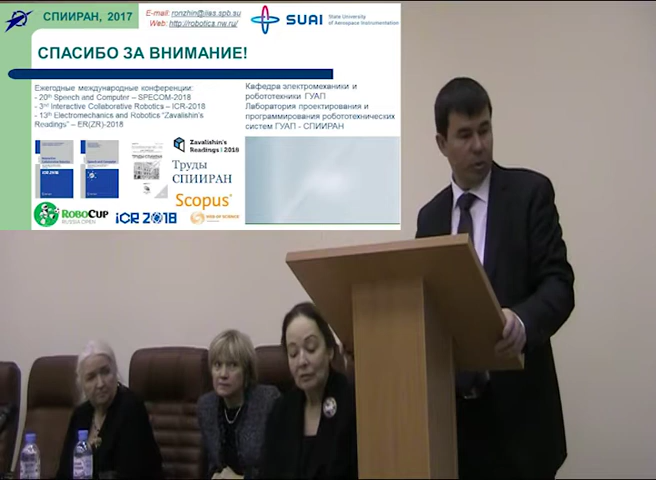 СПИИРАН, 2017
E-mail: ronzhin@iias.spb.su
Web: http://robotics.nw.ru/
SUAI
State University
of Aerospace Instrumentation
СПАСИБО ЗА ВНИМАНИЕ!
Ежегодные международные конференции:
- 20th Speech and Computer – SPECOM-2018
- 3rd Interactive Collaborative Robotics – ICR-2018
- 13th Electromechanics and Robotics "Zavalishin's
Readings" – ER(ZR)-2018
Кафедра электромеханики и
робототехники ГУАП
Лаборатория проектирования и
программирования робототехнических
систем ГУАП - СПИИРАН
Zavalishin's
Readings | 2018
Труды
СПИИРАН
Scopus
ROBOCUP
RUSSIA OPEN
ICR 2018
WEB OF SCIENCE